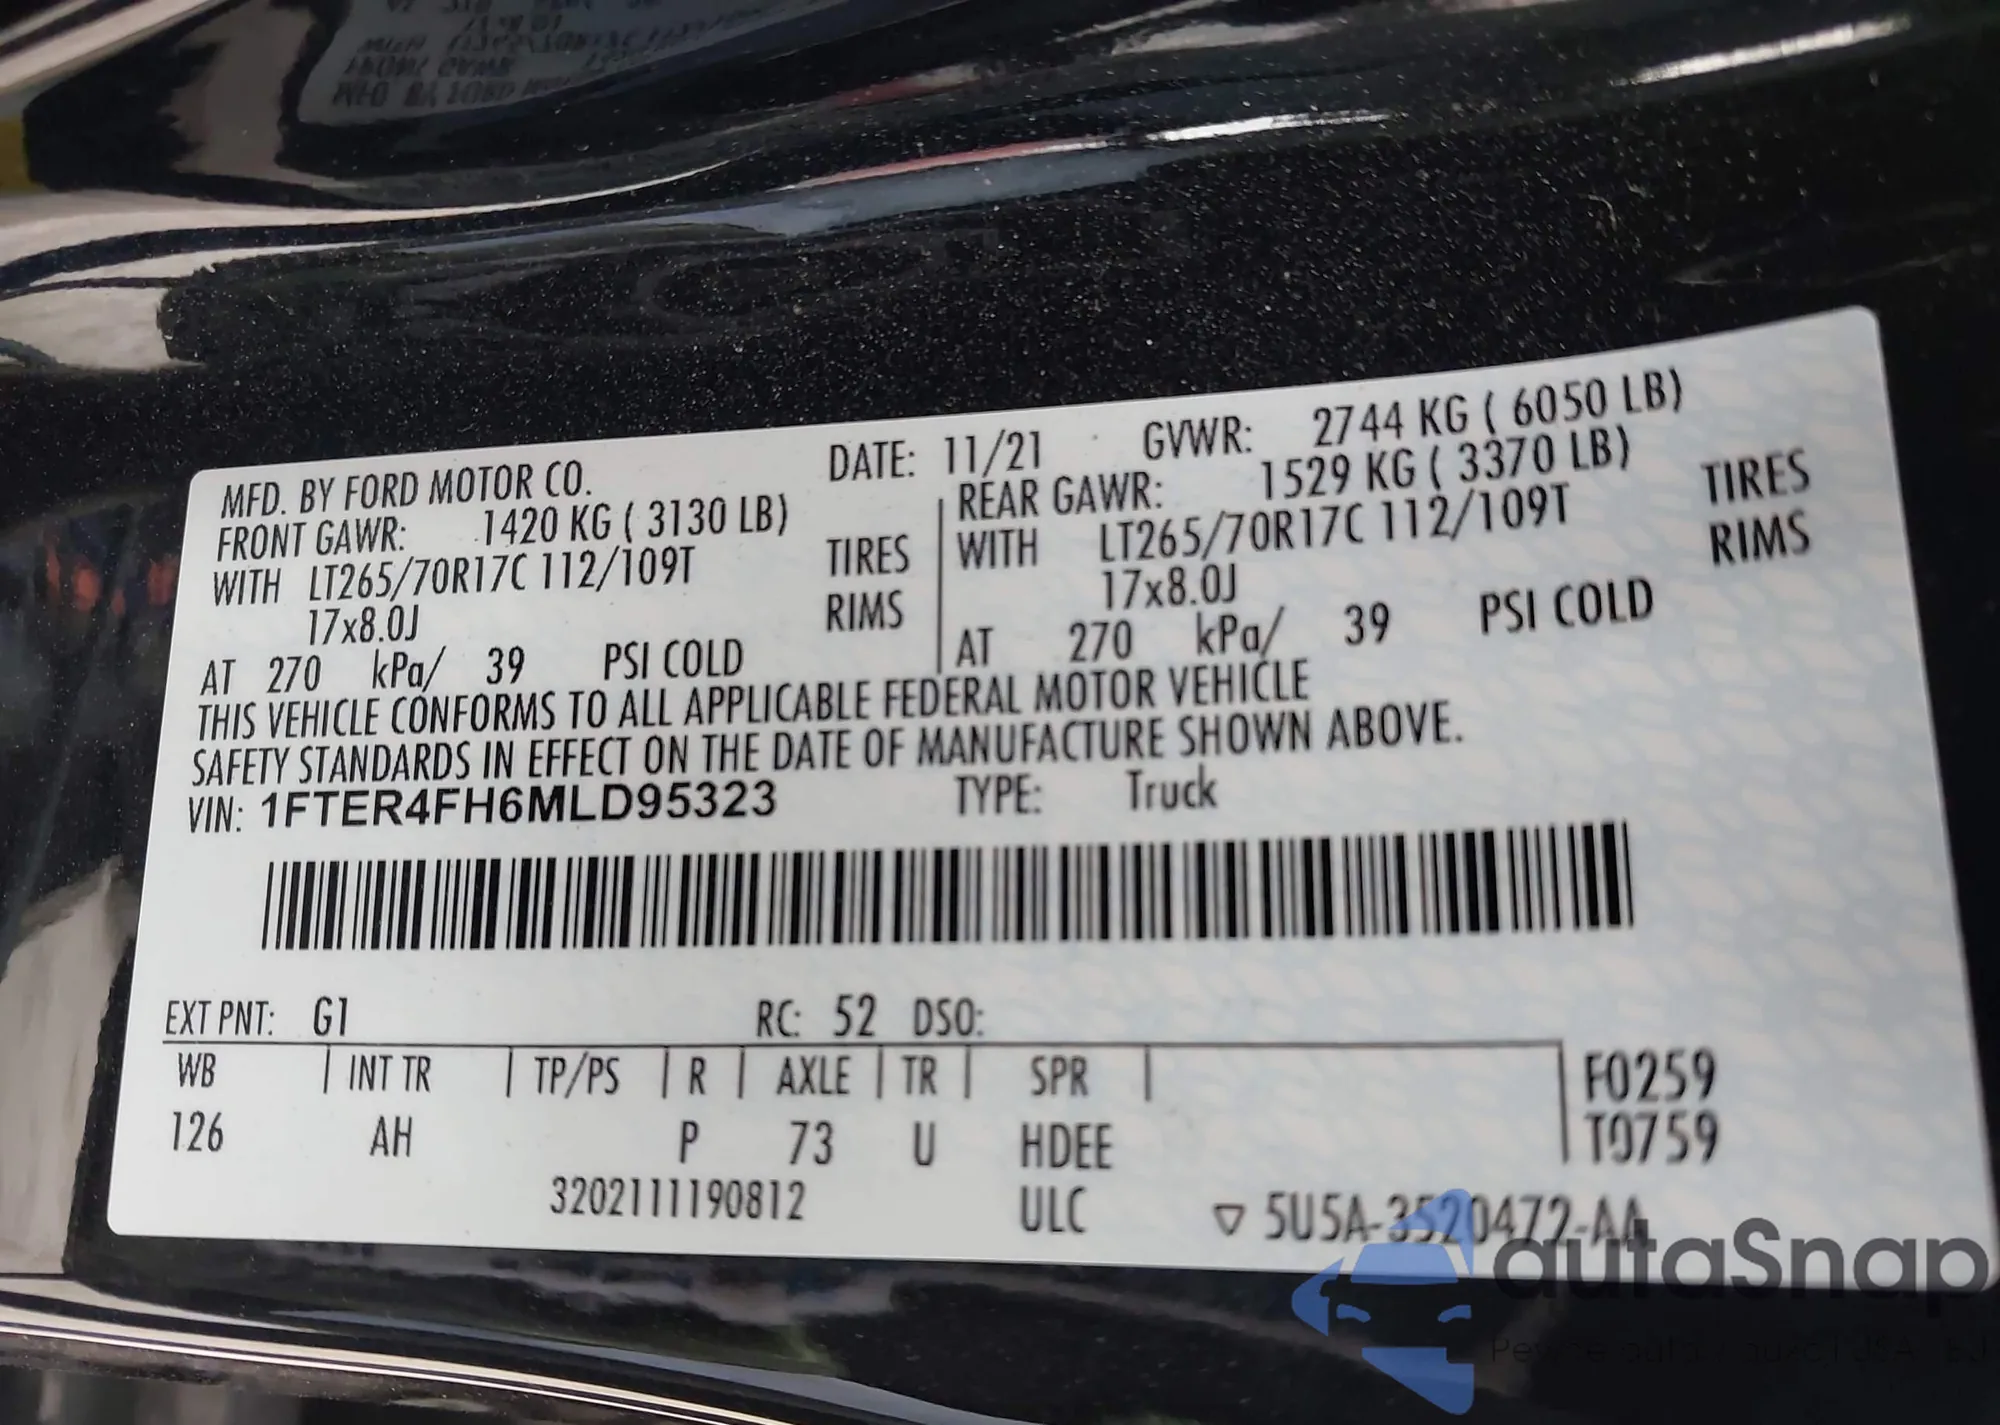 MFD. BY FORD MOTOR CO. DATE: 11/21 GVWR: 2744 KG ( 6050 LB)
FRONT GAWR: 1420 KG ( 3130 LB) REAR GAWR: 1529 KG ( 3370 LB)
WITH LT265/70R17C 112/109T TIRES WITH LT265/70R17C 112/109T TIRES
17x8.0J RIMS 17x8.0J RIMS
AT 270 kPa/ 39 PSI COLD AT 270 kPa/ 39 PSI COLD
THIS VEHICLE CONFORMS TO ALL APPLICABLE FEDERAL MOTOR VEHICLE
SAFETY STANDARDS IN EFFECT ON THE DATE OF MANUFACTURE SHOWN ABOVE.
VIN: 1FTER4FH6MLD95323 TYPE: Truck
EXT PNT: G1 RC: 52 DSO:
WB INT TR TP/PS R AXLE TR SPR F0259
126 AH P 73 U HDEE T0759
3202111190812 ULC ▽ 5U5A-3520472-AA
autaSnap